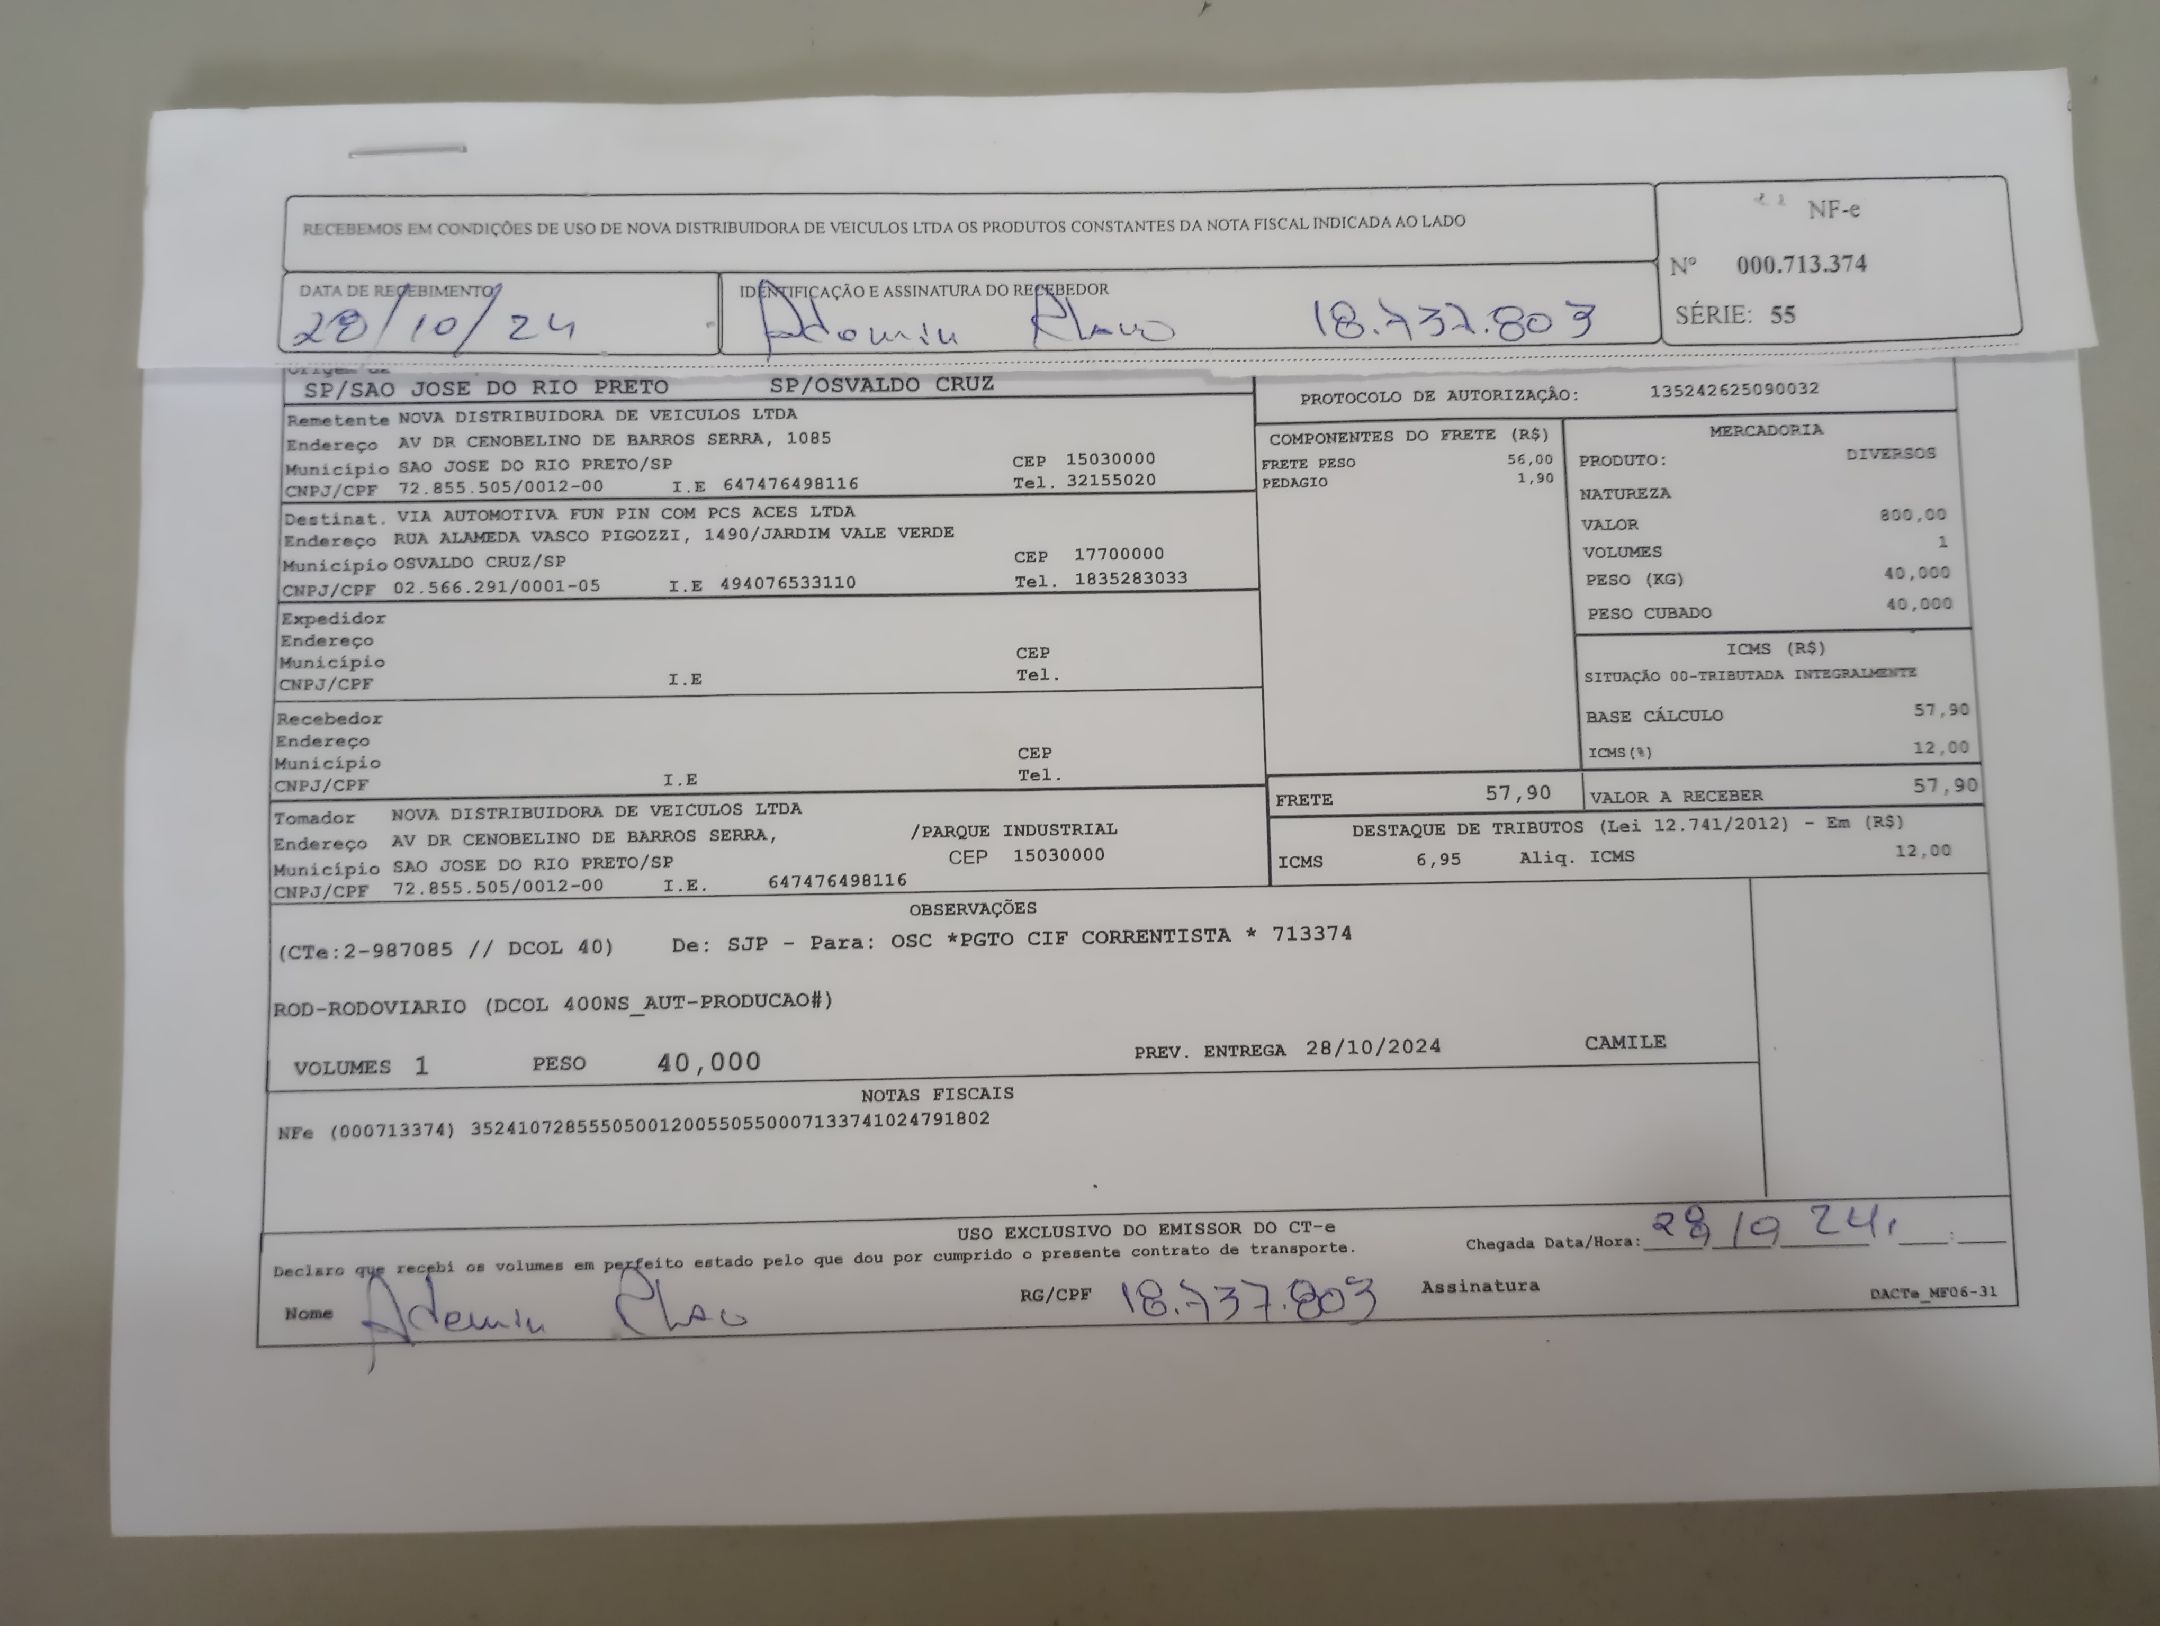 RECEBEMOS EM CONDIÇÕES DE USO DE NOVA DISTRIBUIDORA DE VEICULOS LTDA OS PRODUTOS CONSTANTES DA NOTA FISCAL INDICADA AO LADO
NF-e
Nº 000.713.374
SÉRIE: 55
DATA DE RECEBIMENTO
28/10/24
IDENTIFICAÇÃO E ASSINATURA DO RECEBEDOR
18.737.803
SP/SAO JOSE DO RIO PRETO SP/OSVALDO CRUZ
PROTOCOLO DE AUTORIZAÇÃO: 135242625090032
Remetente NOVA DISTRIBUIDORA DE VEICULOS LTDA
Endereço AV DR CENOBELINO DE BARROS SERRA, 1085
Município SAO JOSE DO RIO PRETO/SP CEP 15030000
CNPJ/CPF 72.855.505/0012-00 I.E 647476498116 Tel. 32155020
Destinat. VIA AUTOMOTIVA FUN PIN COM PCS ACES LTDA
Endereço RUA ALAMEDA VASCO PIGOZZI, 1490/JARDIM VALE VERDE
Município OSVALDO CRUZ/SP CEP 17700000
CNPJ/CPF 02.566.291/0001-05 I.E 494076533110 Tel. 1835283033
Expedidor
Endereço
Município CEP
CNPJ/CPF I.E Tel.
Recebedor
Endereço
Município CEP
CNPJ/CPF I.E Tel.
Tomador NOVA DISTRIBUIDORA DE VEICULOS LTDA
Endereço AV DR CENOBELINO DE BARROS SERRA, /PARQUE INDUSTRIAL
Município SAO JOSE DO RIO PRETO/SP CEP 15030000
CNPJ/CPF 72.855.505/0012-00 I.E. 647476498116
COMPONENTES DO FRETE (R$)
FRETE PESO 56,00
PEDAGIO 1,90
MERCADORIA
PRODUTO: DIVERSOS
NATUREZA
VALOR 800,00
VOLUMES 1
PESO (KG) 40,000
PESO CUBADO 40,000
ICMS (R$)
SITUAÇÃO 00-TRIBUTADA INTEGRALMENTE
BASE CÁLCULO 57,90
ICMS(%) 12,00
FRETE 57,90 VALOR A RECEBER 57,90
DESTAQUE DE TRIBUTOS (Lei 12.741/2012) - Em (R$)
ICMS 6,95 Aliq. ICMS 12,00
OBSERVAÇÕES
(CTe:2-987085 // DCOL 40) De: SJP - Para: OSC *PGTO CIF CORRENTISTA * 713374
ROD-RODOVIARIO (DCOL 400NS_AUT-PRODUCAO#)
VOLUMES 1 PESO 40,000 PREV. ENTREGA 28/10/2024 CAMILE
NOTAS FISCAIS
NFe (000713374) 35241072855505001200550550007133741024791802
USO EXCLUSIVO DO EMISSOR DO CT-e
Declaro que recebi os volumes em perfeito estado pelo que dou por cumprido o presente contrato de transporte.
Chegada Data/Hora: 28/10 24
Nome
RG/CPF 18.737.803 Assinatura
DACTe_MF06-31